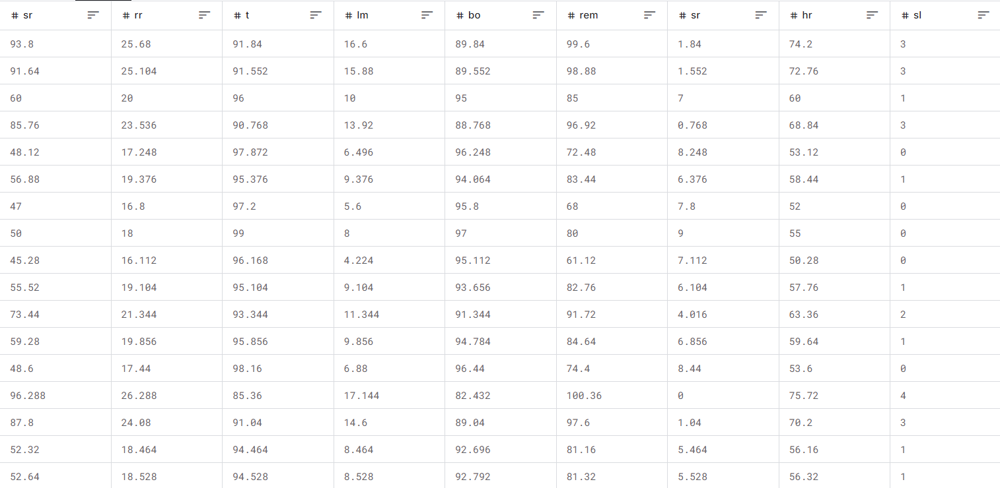 # sr # rr # t # lm # bo # rem # sr # hr # sl
93.8 25.68 91.84 16.6 89.84 99.6 1.84 74.2 3
91.64 25.104 91.552 15.88 89.552 98.88 1.552 72.76 3
60 20 96 10 95 85 7 60 1
85.76 23.536 90.768 13.92 88.768 96.92 0.768 68.84 3
48.12 17.248 97.872 6.496 96.248 72.48 8.248 53.12 0
56.88 19.376 95.376 9.376 94.064 83.44 6.376 58.44 1
47 16.8 97.2 5.6 95.8 68 7.8 52 0
50 18 99 8 97 80 9 55 0
45.28 16.112 96.168 4.224 95.112 61.12 7.112 50.28 0
55.52 19.104 95.104 9.104 93.656 82.76 6.104 57.76 1
73.44 21.344 93.344 11.344 91.344 91.72 4.016 63.36 2
59.28 19.856 95.856 9.856 94.784 84.64 6.856 59.64 1
48.6 17.44 98.16 6.88 96.44 74.4 8.44 53.6 0
96.288 26.288 85.36 17.144 82.432 100.36 0 75.72 4
87.8 24.08 91.04 14.6 89.04 97.6 1.04 70.2 3
52.32 18.464 94.464 8.464 92.696 81.16 5.464 56.16 1
52.64 18.528 94.528 8.528 92.792 81.32 5.528 56.32 1